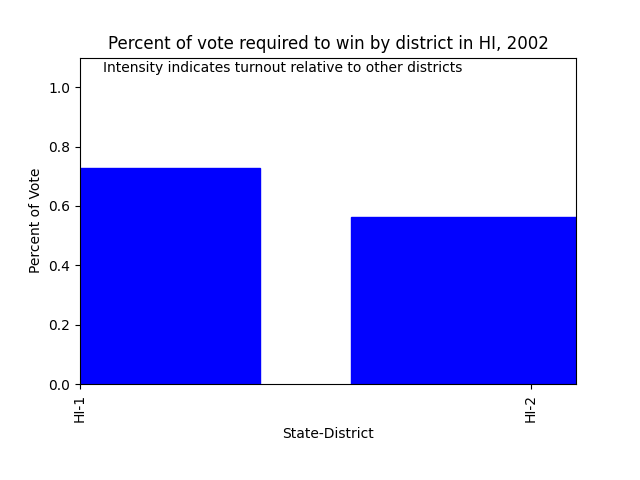 Percent of vote required to win by district in HI, 2002
Intensity indicates turnout relative to other districts
1.0
0.8
0.6
0.4
0.2
0.0
Percent of Vote
HI-1
HI-2
State-District